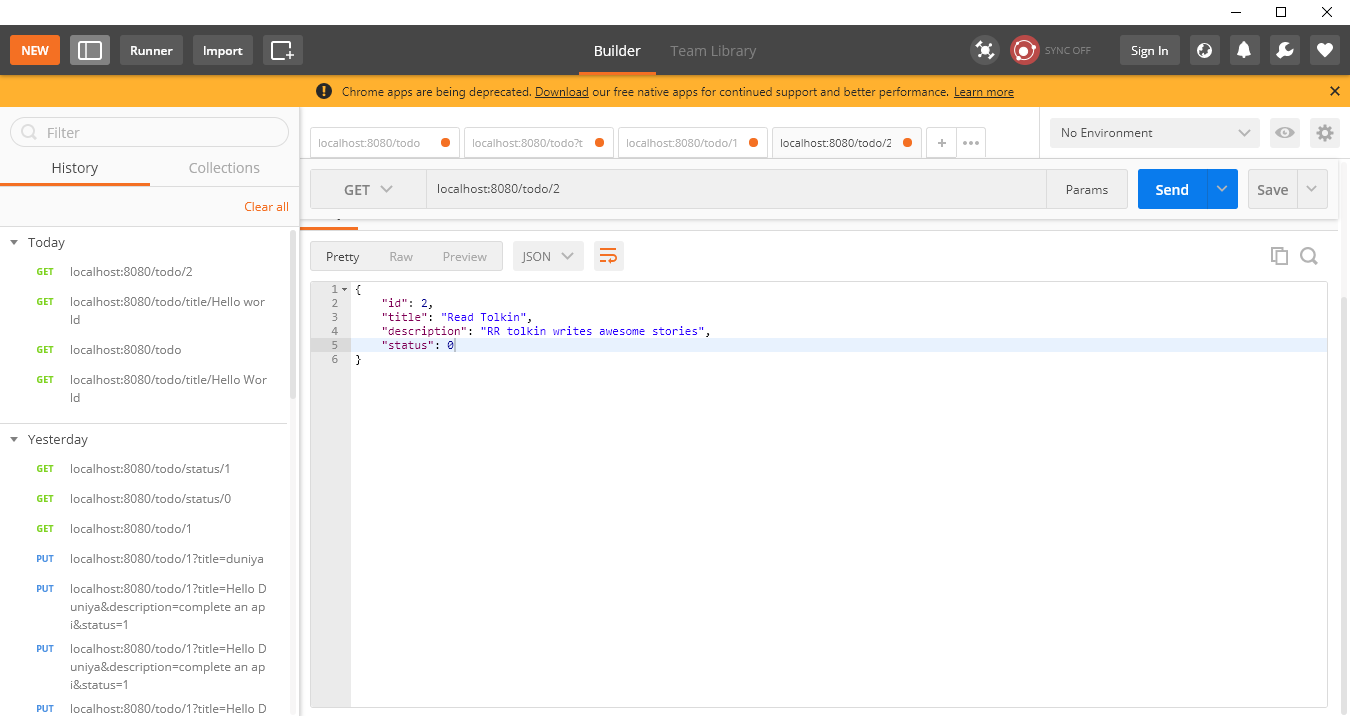 NEW Runner Import Builder Team Library SYNC OFF Sign In
! Chrome apps are being deprecated. Download our free native apps for continued support and better performance. Learn more
Filter
History Collections
Clear all
Today
GET localhost:8080/todo/2
GET localhost:8080/todo/title/Hello wor
ld
GET localhost:8080/todo
GET localhost:8080/todo/title/Hello Wor
ld
Yesterday
GET localhost:8080/todo/status/1
GET localhost:8080/todo/status/0
GET localhost:8080/todo/1
PUT localhost:8080/todo/1?title=duniya
PUT localhost:8080/todo/1?title=Hello D
uniya&description=complete an ap
i&status=1
PUT localhost:8080/todo/1?title=Hello D
uniya&description=complete an ap
i&status=1
PUT localhost:8080/todo/1?title=Hello D
localhost:8080/todo localhost:8080/todo?t localhost:8080/todo/1 localhost:8080/todo/2 + ••• No Environment
GET localhost:8080/todo/2 Params Send Save
Pretty Raw Preview JSON
1 {
2 "id": 2,
3 "title": "Read Tolkin",
4 "description": "RR tolkin writes awesome stories",
5 "status": 0
6 }